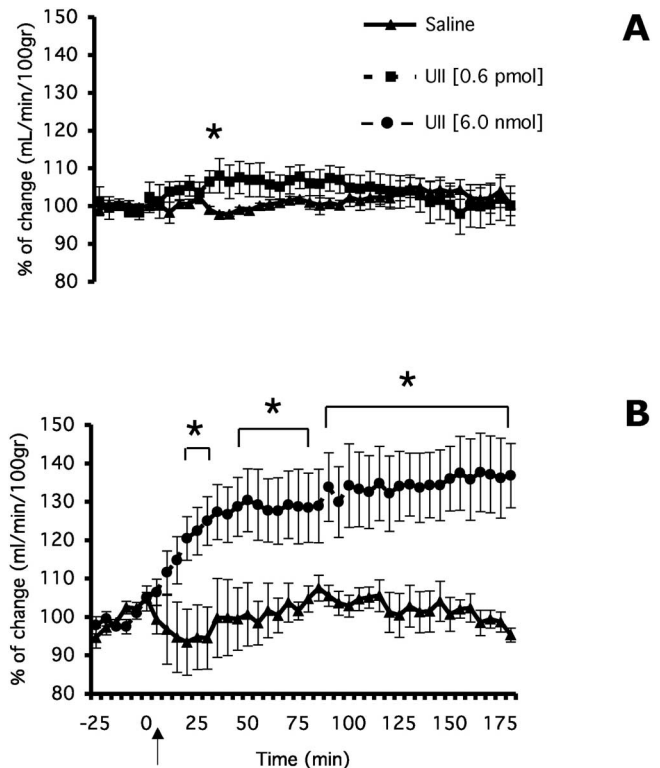 A
Saline
UII [0.6 pmol]
UII [6.0 nmol]
% of change (mL/min/100gr)
150
140
130
120
110
100
90
80
*
B
% of change (ml/min/100gr)
150
140
130
120
110
100
90
80
* * *
-25 0 25 50 75 100 125 150 175
Time (min)